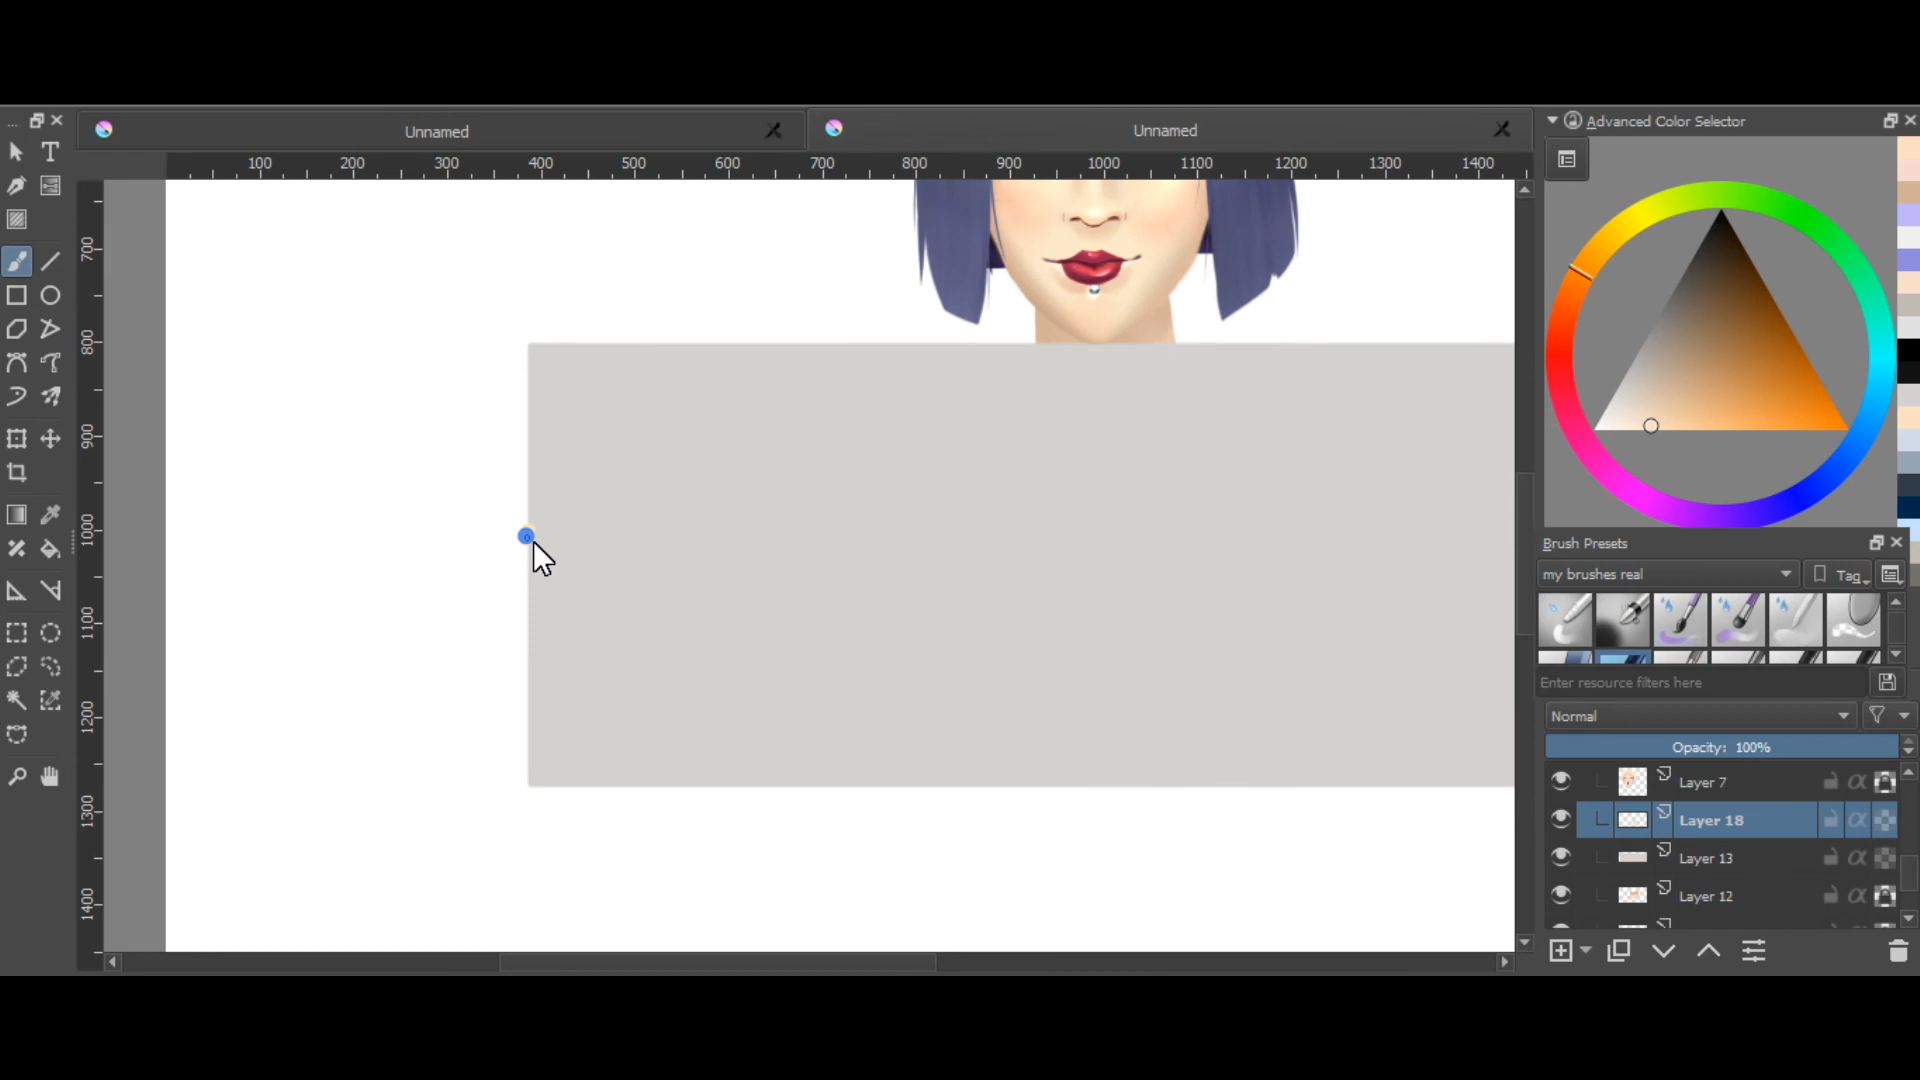 ...
Unnamed
Unnamed
Advanced Color Selector
100 200 300 400 500 600 700 800 900 1000 1100 1200 1300 1400
700
800
900
1000
1100
1200
1300
1400
T
Brush Presets
my brushes real
Tag
Enter resource filters here
Normal
Opacity: 100%
Layer 7
Layer 18
Layer 13
Layer 12